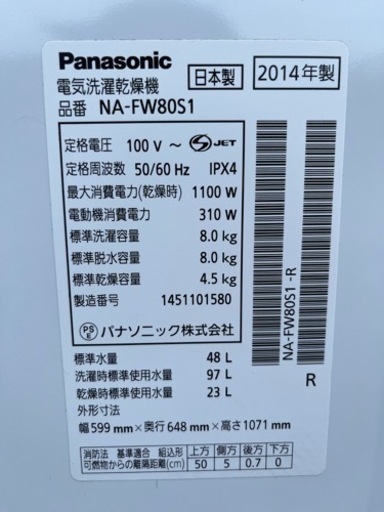 Panasonic
電気洗濯乾燥機 日本製 2014年製
品番 NA-FW80S1
定格電圧 100 V ～ S JET
定格周波数 50/60 Hz IPX4
最大消費電力(乾燥時) 1100 W
電動機消費電力 310 W
標準洗濯容量 8.0 kg
標準脱水容量 8.0 kg
標準乾燥容量 4.5 kg
製造番号 1451101580
PS E パナソニック株式会社
NA-FW80S1 -R
標準水量 48 L
洗濯時標準使用水量 97 L
乾燥時標準使用水量 23 L
R
外形寸法
幅 599 mm×奥行 648 mm×高さ 1071 mm
消防法 基準適合 組込形 上方 側方 後方 下方
可燃物からの離隔距離(cm) 50 5 0.7 0